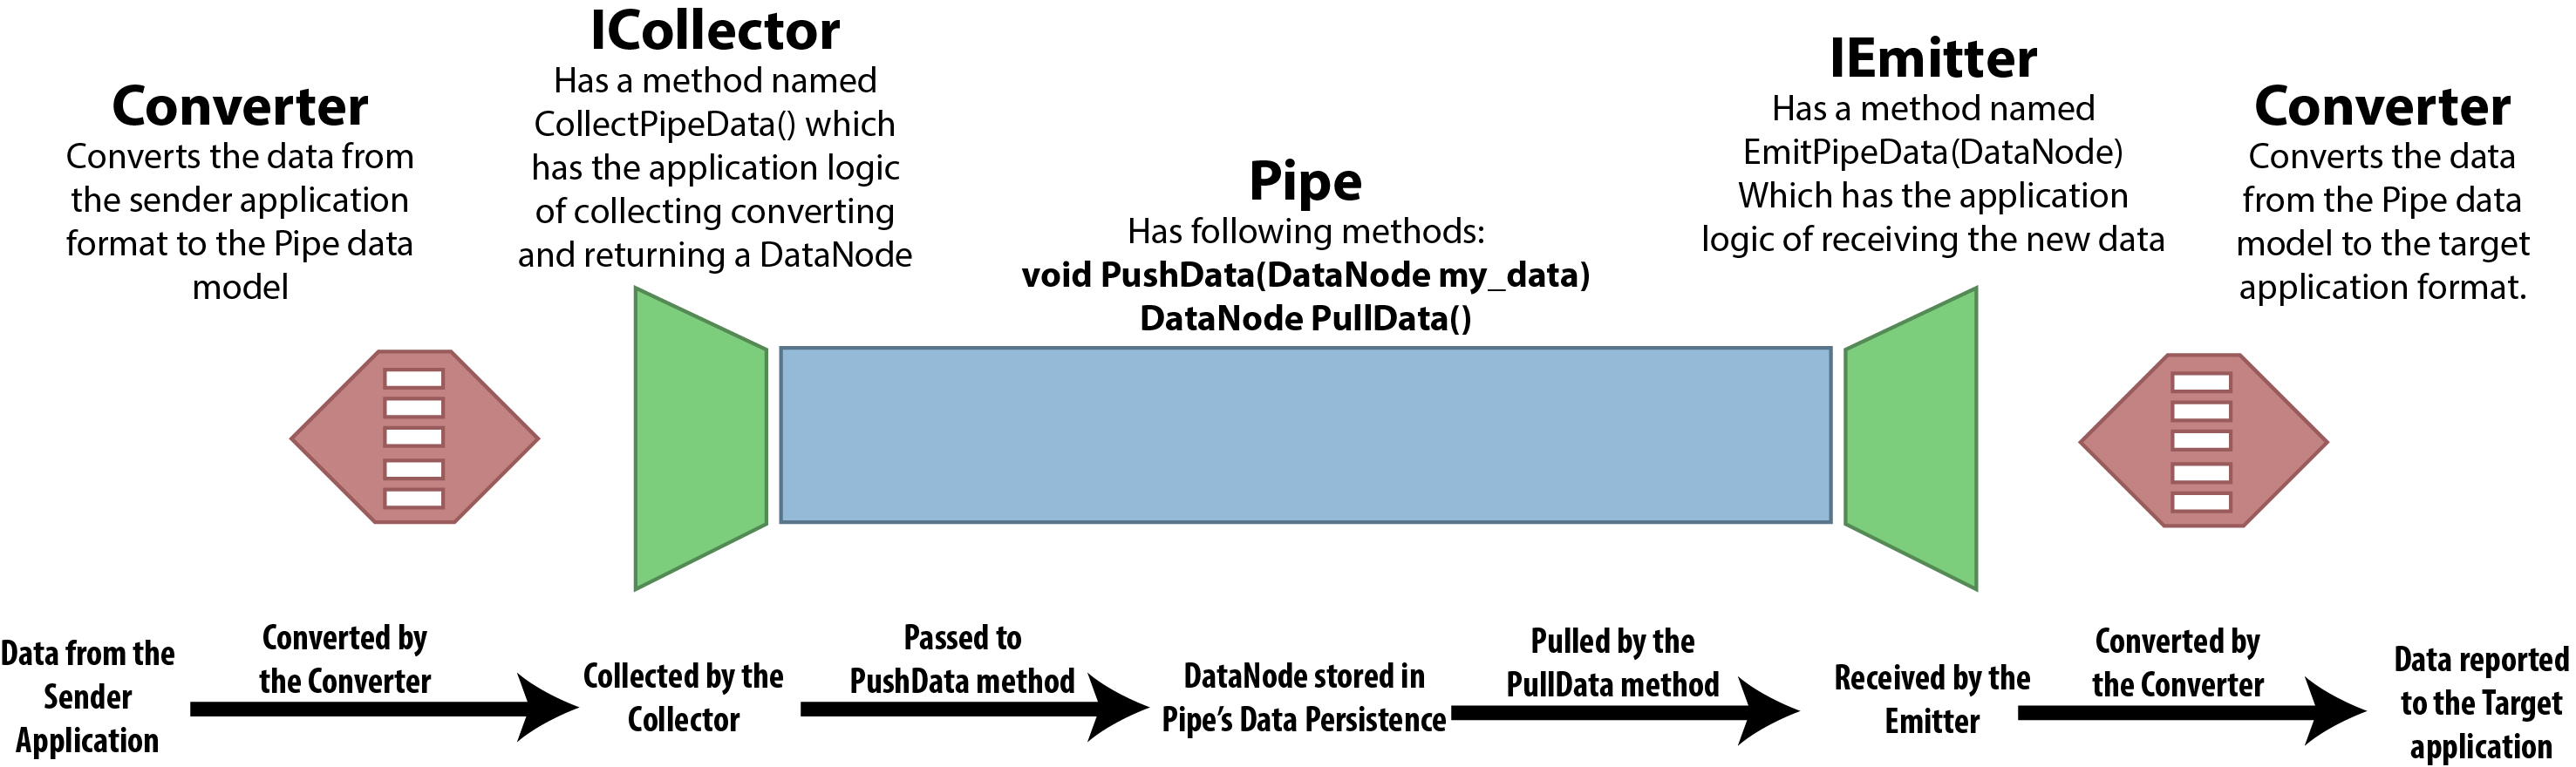 Converter
Converts the data from
the sender application
format to the Pipe data
model
ICollector
Has a method named
CollectPipeData() which
has the application logic
of collecting converting
and returning a DataNode
Pipe
Has following methods:
void PushData(DataNode my_data)
DataNode PullData()
IEmitter
Has a method named
EmitPipeData(DataNode)
Which has the application
logic of receiving the new data
Converter
Converts the data
from the Pipe data
model to the target
application format.
Data from the
Sender
Application
Converted by
the Converter
Collected by the
Collector
Passed to
PushData method
DataNode stored in
Pipe's Data Persistence
Pulled by the
PullData method
Received by the
Emitter
Converted by
the Converter
Data reported
to the Target
application